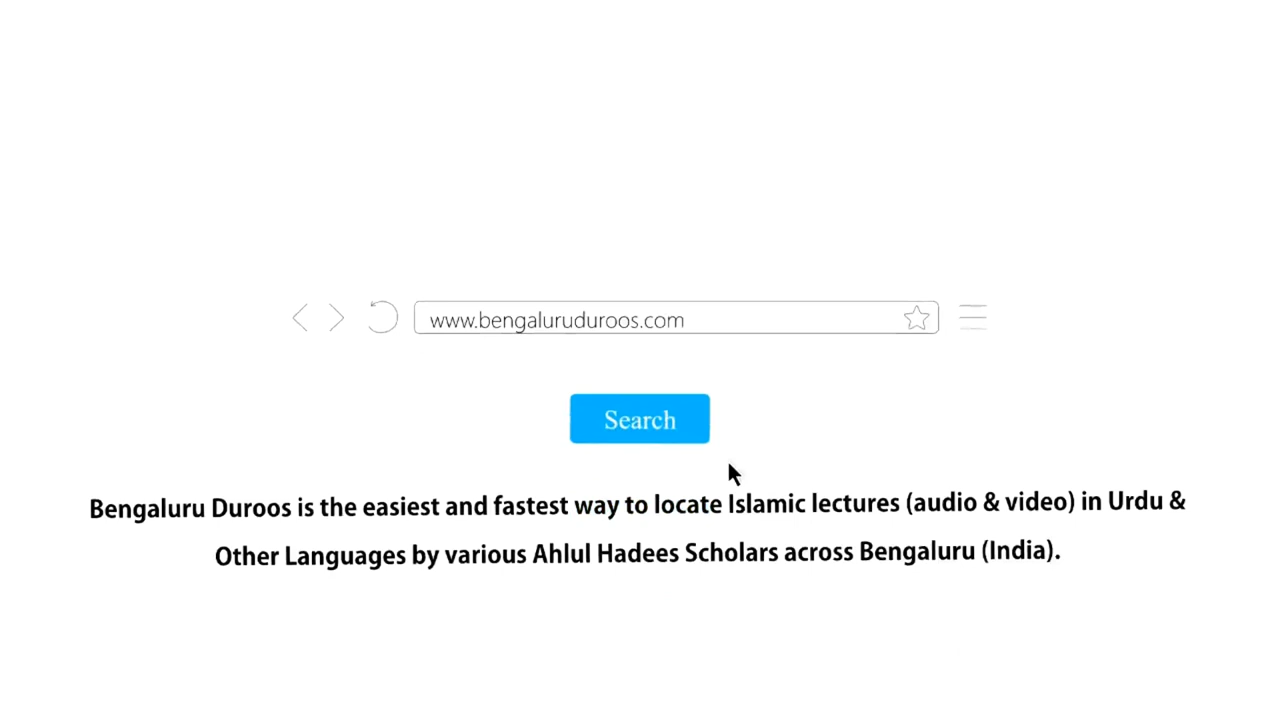 www.bengaluruduroos.com
Search
Bengaluru Duroos is the easiest and fastest way to locate Islamic lectures (audio & video) in Urdu &
Other Languages by various Ahlul Hadees Scholars across Bengaluru (India).